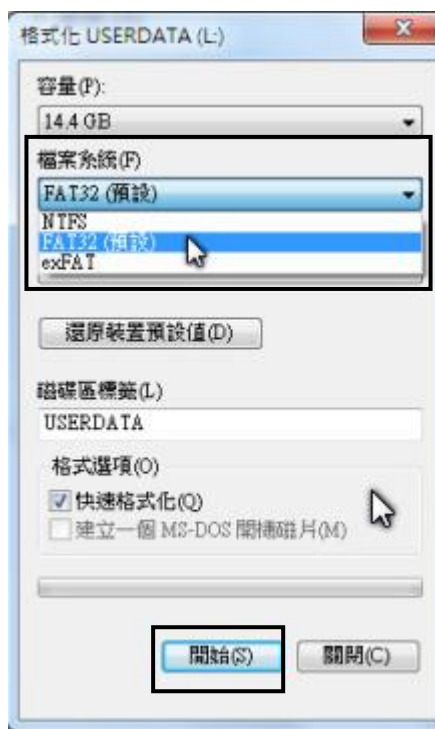 格式化 USERDATA (L:)
容量(P):
14.4 GB
檔案系統(F)
FAT32 (預設)
NTFS
FAT32 (預設)
exFAT
還原裝置預設值(D)
磁碟區標籤(L)
USERDATA
格式選項(O)
快速格式化(Q)
建立一個 MS-DOS 開機磁片(M)
開始(S)
關閉(C)